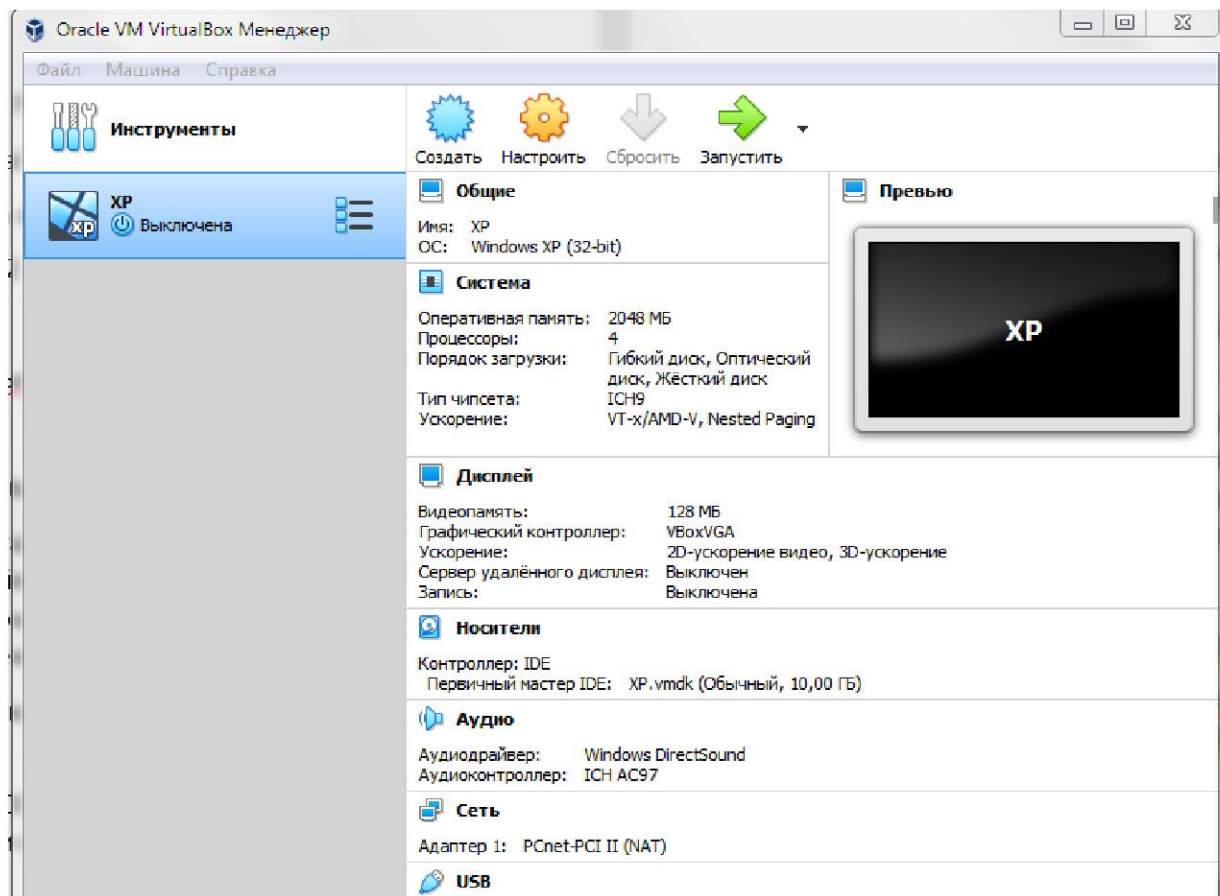 Oracle VM VirtualBox Менеджер
Файл Машина Справка
Инструменты
Создать Настроить Сбросить Запустить
XP
Выключена
Общие
Имя: XP
ОС: Windows XP (32-bit)
Превью
XP
Система
Оперативная память: 2048 МБ
Процессоры: 4
Порядок загрузки: Гибкий диск, Оптический
диск, Жёсткий диск
Тип чипсета: ICH9
Ускорение: VT-x/AMD-V, Nested Paging
Дисплей
Видеопамять: 128 МБ
Графический контроллер: VBoxVGA
Ускорение: 2D-ускорение видео, 3D-ускорение
Сервер удалённого дисплея: Выключен
Запись: Выключена
Носители
Контроллер: IDE
Первичный мастер IDE: XP.vmdk (Обычный, 10,00 ГБ)
Аудио
Аудиодрайвер: Windows DirectSound
Аудиоконтроллер: ICH AC97
Сеть
Адаптер 1: PCnet-PCI II (NAT)
USB